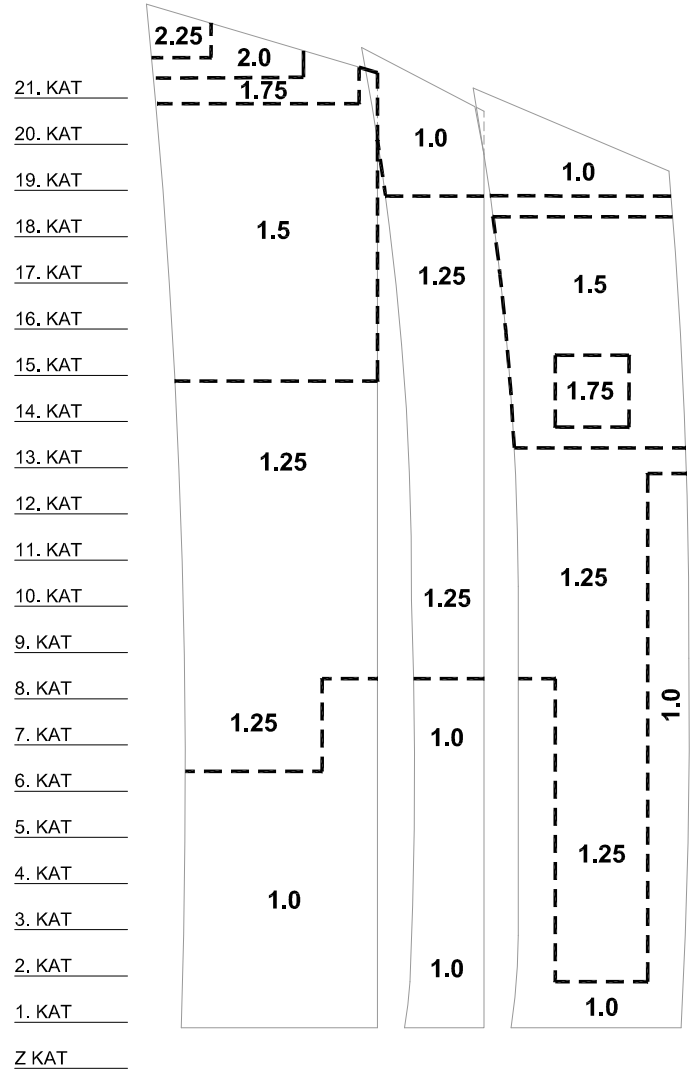 2.25
2.0
21. KAT
1.75
20. KAT
1.0
19. KAT
1.0
18. KAT
1.5
17. KAT
1.25
1.5
16. KAT
15. KAT
1.75
14. KAT
13. KAT
1.25
12. KAT
11. KAT
1.25
10. KAT
1.25
9. KAT
8. KAT
1.0
1.25
7. KAT
1.0
6. KAT
5. KAT
1.25
4. KAT
1.0
3. KAT
2. KAT
1.0
1. KAT
1.0
Z KAT